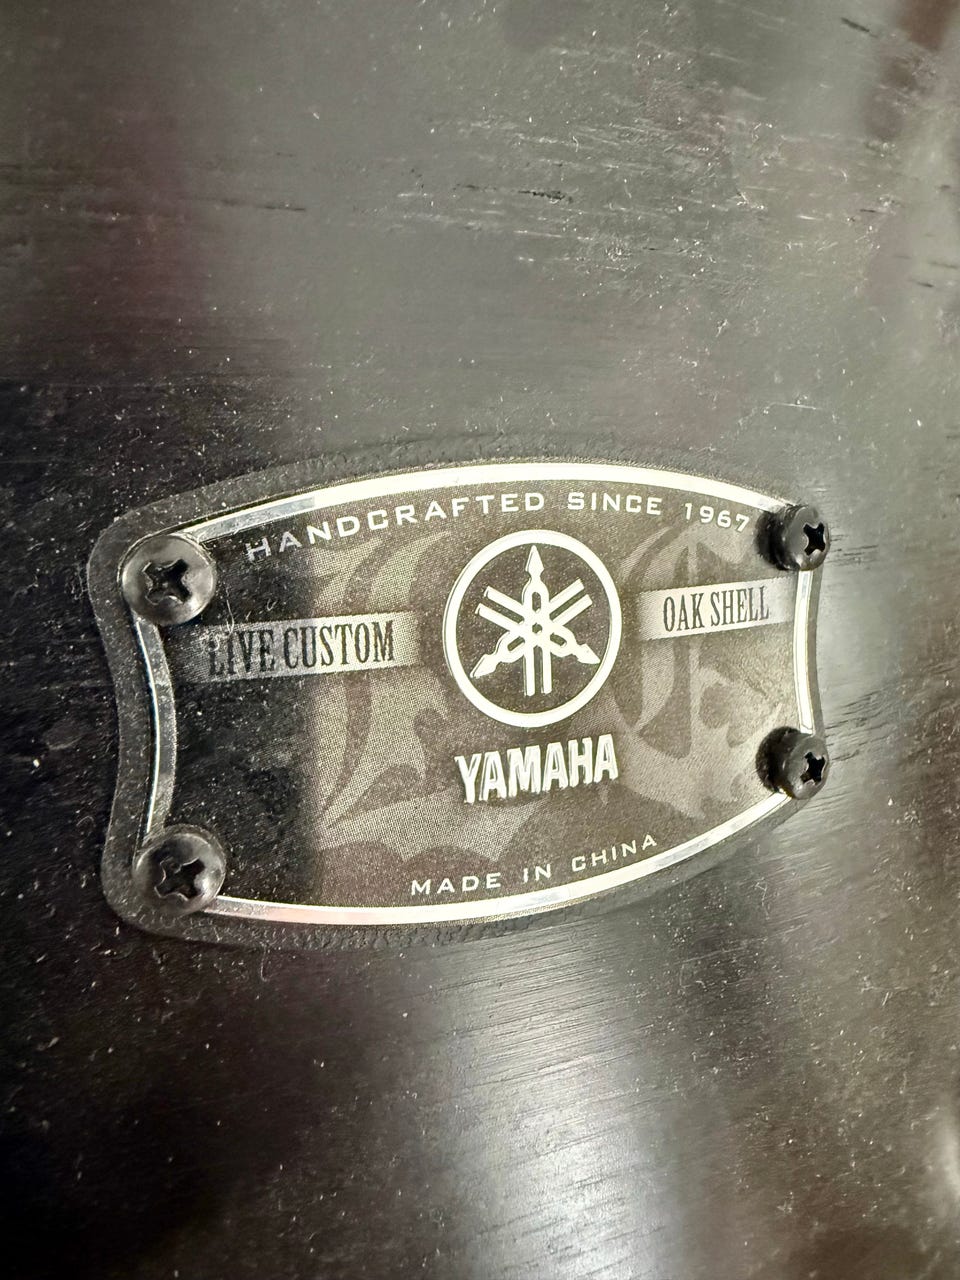 HANDCRAFTED SINCE 1967
LIVE CUSTOM
OAK SHELL
YAMAHA
MADE IN CHINA